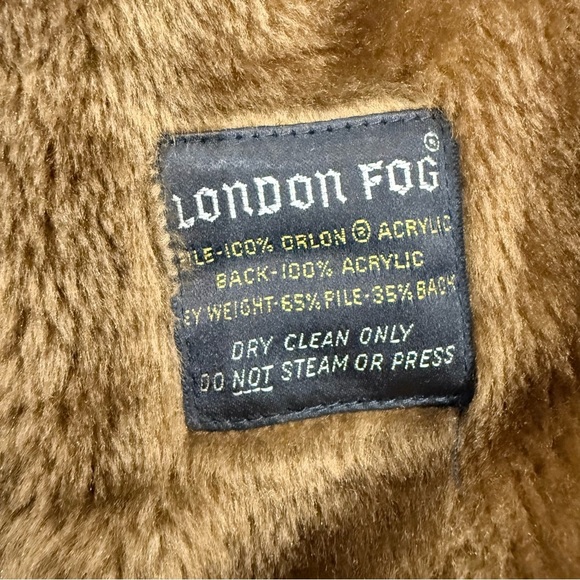 LONDON FOG ®
ILE-100% ORLON ® ACRYLIC
BACK-100% ACRYLIC
EY WEIGHT-65% PILE-35% BACK
DRY CLEAN ONLY
DO NOT STEAM OR PRESS